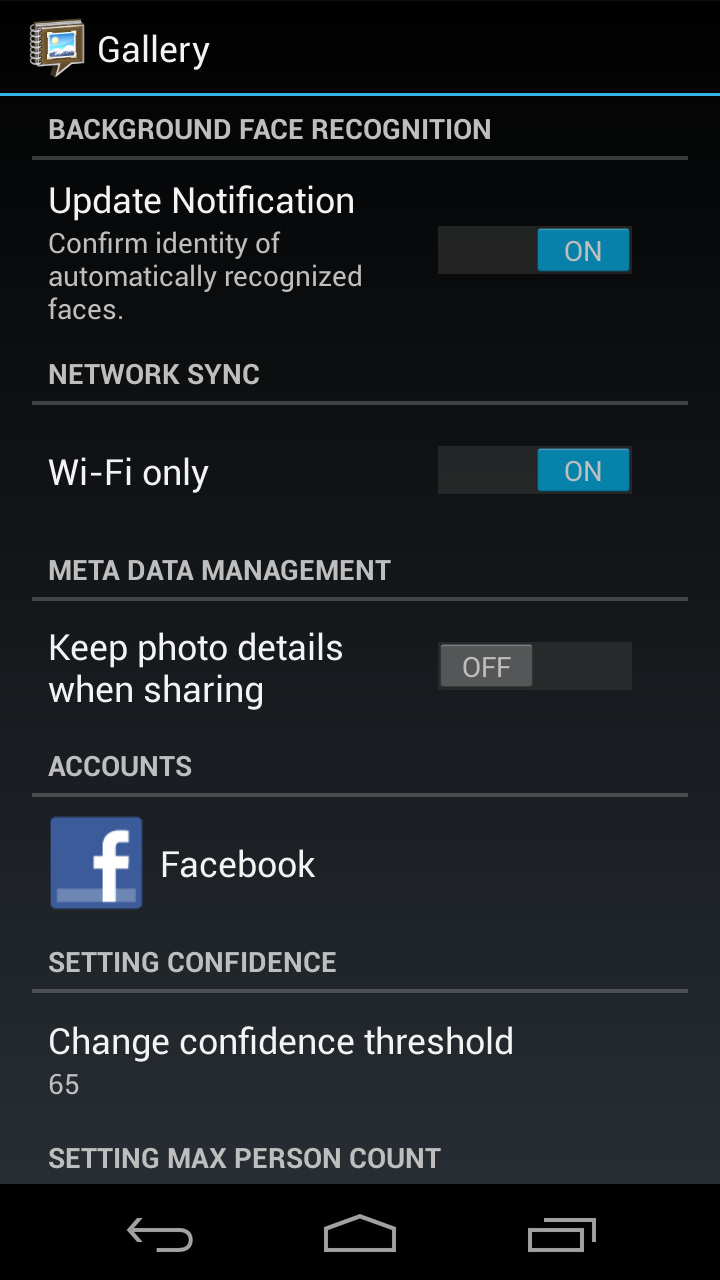 Gallery
BACKGROUND FACE RECOGNITION
Update Notification
Confirm identity of
automatically recognized
faces.
ON
NETWORK SYNC
Wi-Fi only
ON
META DATA MANAGEMENT
Keep photo details
when sharing
OFF
ACCOUNTS
f
Facebook
SETTING CONFIDENCE
Change confidence threshold
65
SETTING MAX PERSON COUNT